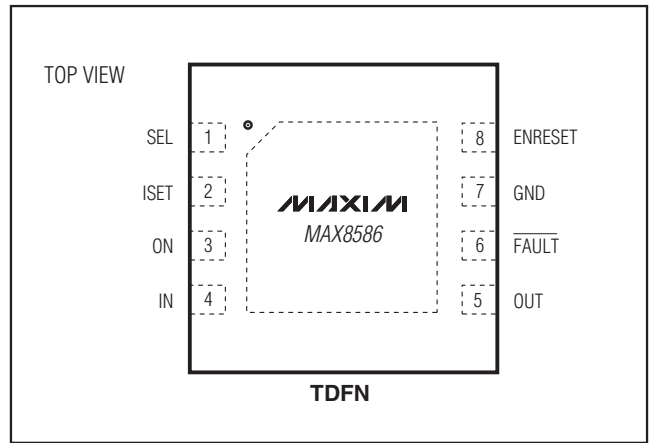 TOP VIEW
SEL 1
ISET 2
ON 3
IN 4
MAXIM
MAX8586
8 ENRESET
7 GND
6 F̅A̅U̅L̅T̅
5 OUT
TDFN